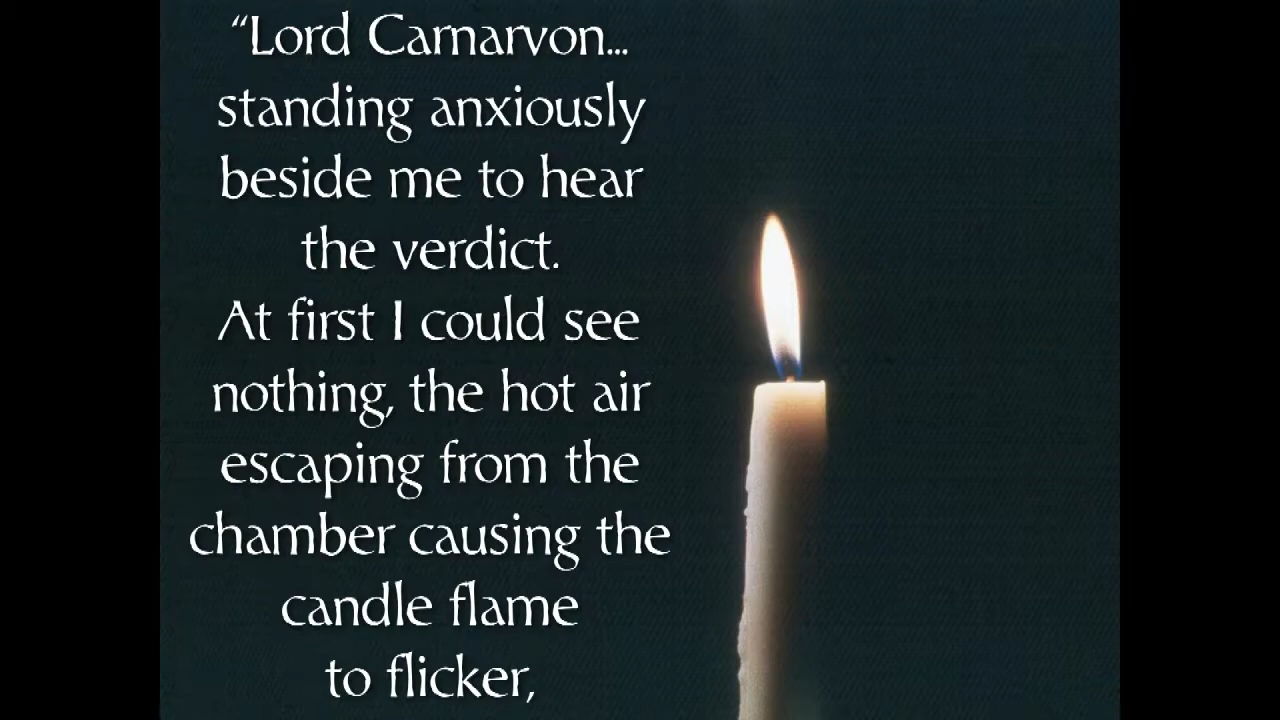 “Lord Carnarvon...
standing anxiously
beside me to hear
the verdict.
At first I could see
nothing, the hot air
escaping from the
chamber causing the
candle flame
to flicker,